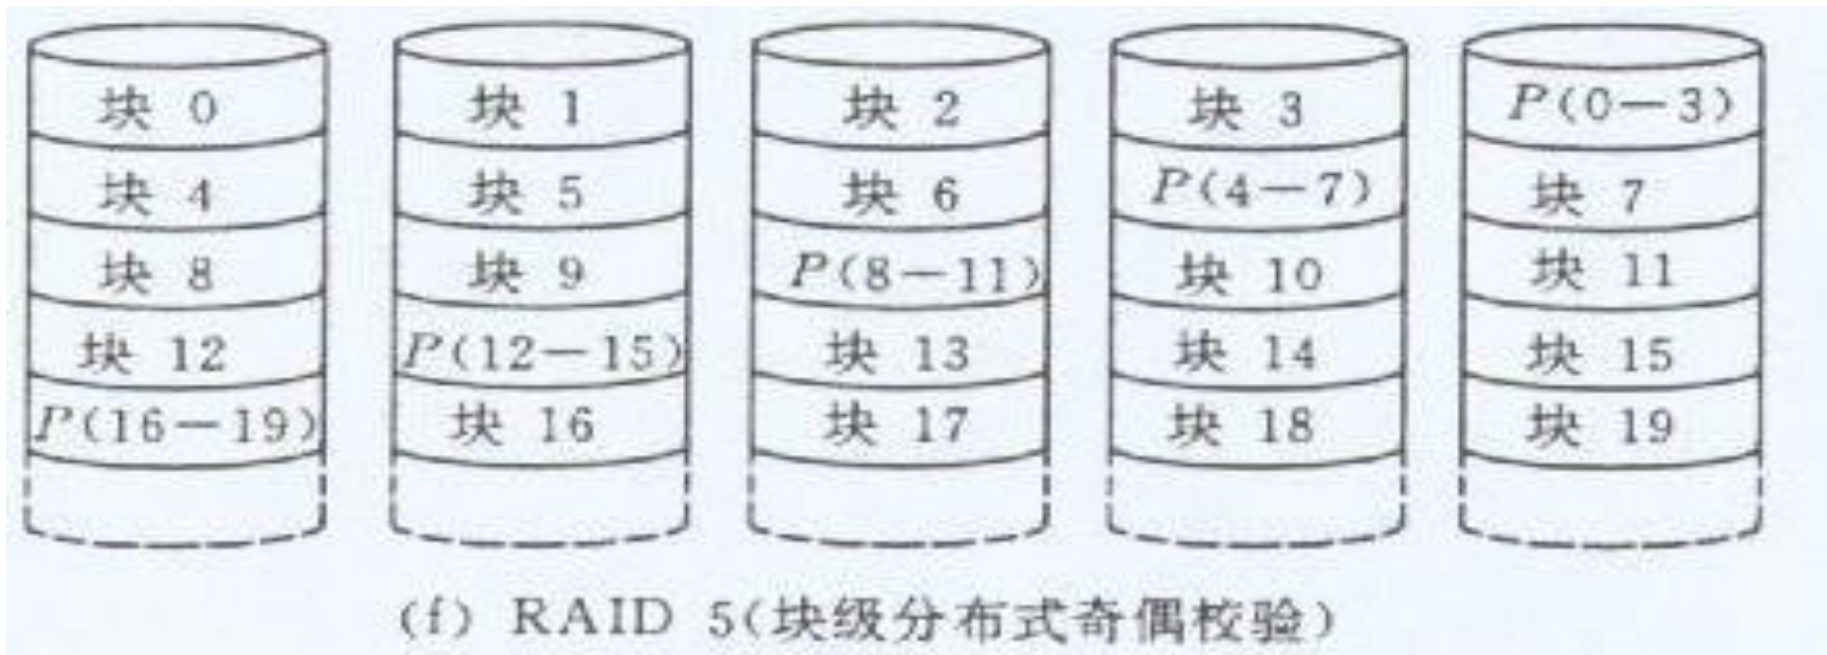 块 0 块 1 块 2 块 3 P(0－3)
块 4 块 5 块 6 P(4－7) 块 7
块 8 块 9 P(8－11) 块 10 块 11
块 12 P(12－15) 块 13 块 14 块 15
P(16－19) 块 16 块 17 块 18 块 19
(f) RAID 5(块级分布式奇偶校验)